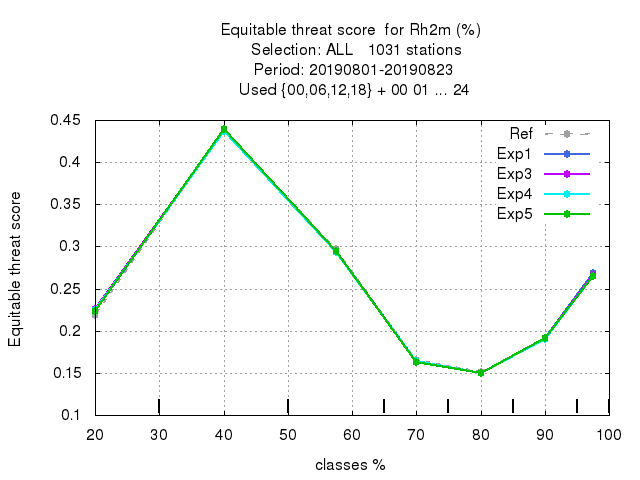 Equitable threat score for Rh2m (%)
Selection: ALL 1031 stations
Period: 20190801-20190823
Used {00,06,12,18} + 00 01 ... 24
Equitable threat score
0.45
0.4
0.35
0.3
0.25
0.2
0.15
0.1
Ref
Exp1
Exp3
Exp4
Exp5
20 30 40 50 60 70 80 90 100
classes %